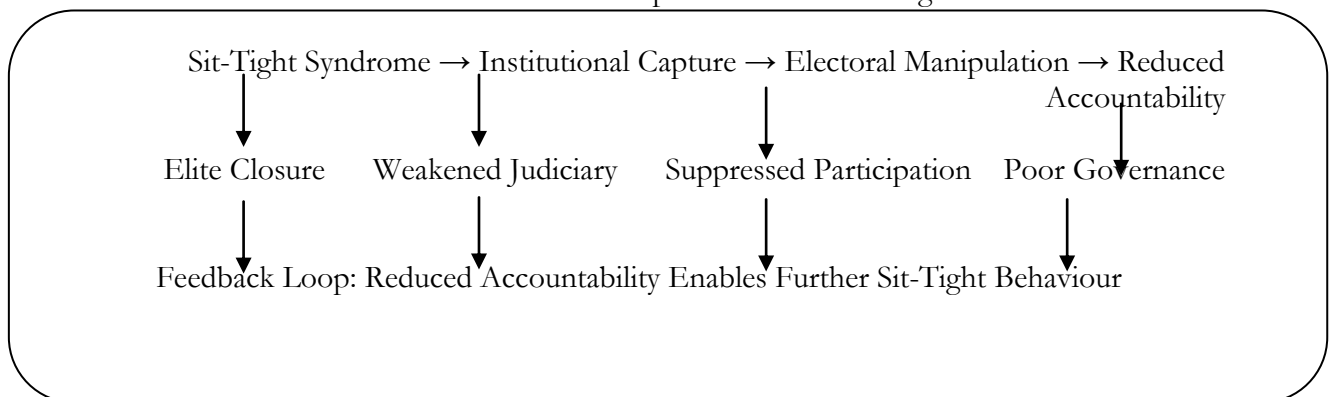 Sit-Tight Syndrome → Institutional Capture → Electoral Manipulation → Reduced
Accountability
Elite Closure Weakened Judiciary Suppressed Participation Poor Governance
Feedback Loop: Reduced Accountability Enables Further Sit-Tight Behaviour